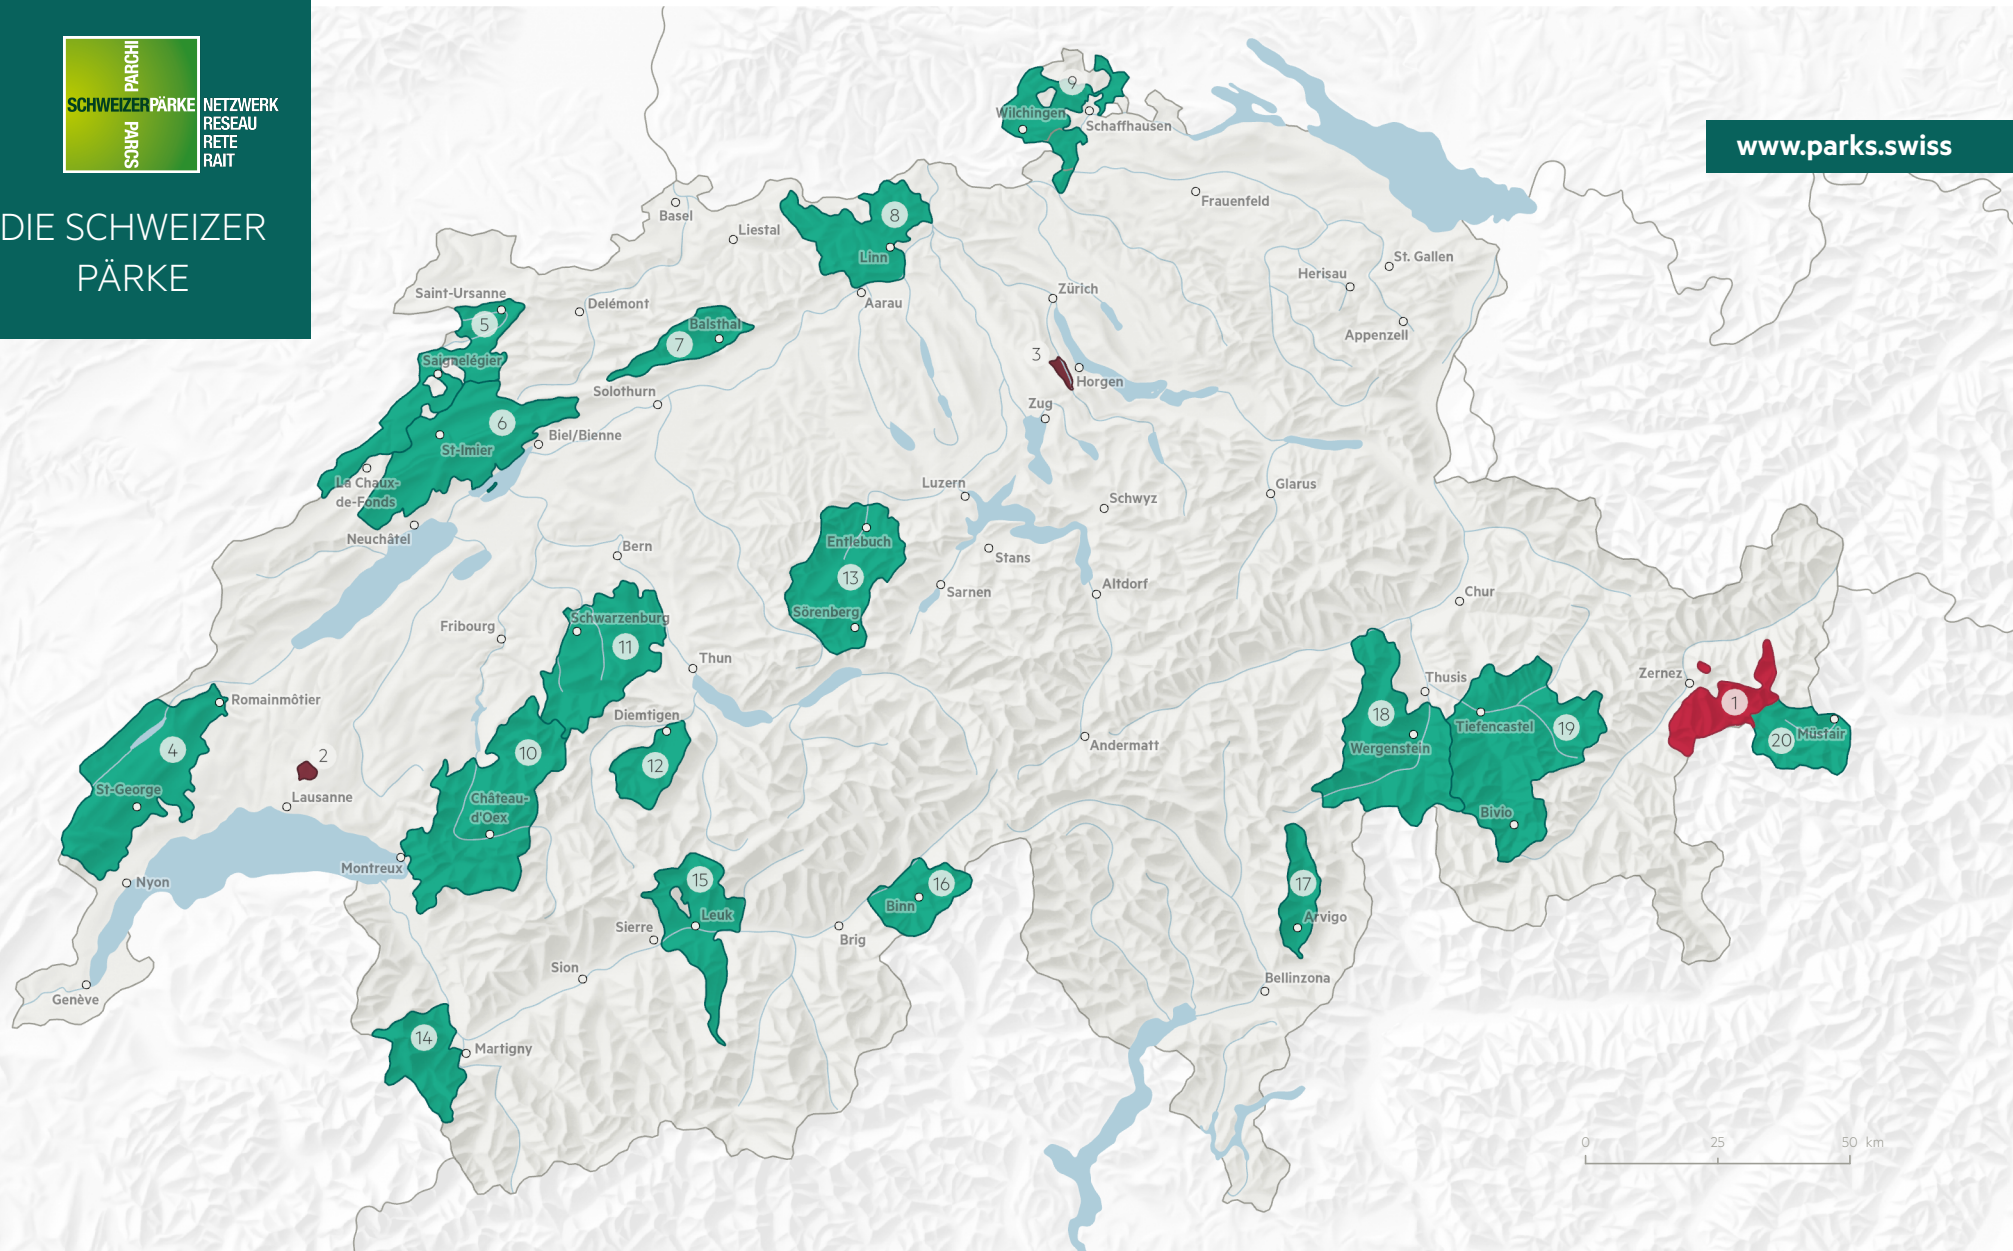 PARCHI
SCHWEIZERPÄRKE
PARCS
NETZWERK
RESEAU
RETE
RAIT
DIE SCHWEIZER
PÄRKE
www.parks.swiss
9
Wilchingen
Schaffhausen
Frauenfeld
Basel
8
Liestal
Linn
St. Gallen
Herisau
Saint-Ursanne
Delémont
Aarau
Zürich
5
Balsthal
7
Appenzell
3
Saignelégier
Horgen
Solothurn
Zug
6
Biel/Bienne
St-Imier
La Chaux-
de-Fonds
Luzern
Schwyz
Glarus
Neuchâtel
Bern
Entlebuch
Stans
13
Altdorf
Sarnen
Chur
Sörenberg
Schwarzenburg
Fribourg
11
Thun
Thusis
Zernez
Romainmôtier
1
Diemtigen
18
Tiefencastel
19
Müstair
20
Wergenstein
Andermatt
4
10
2
12
St-George
Lausanne
Château-
d'Oex
Bivio
Montreux
Nyon
15
16
17
Binn
Leuk
Arvigo
Sierre
Brig
Sion
Bellinzona
Genève
14
Martigny
0
25
50 km